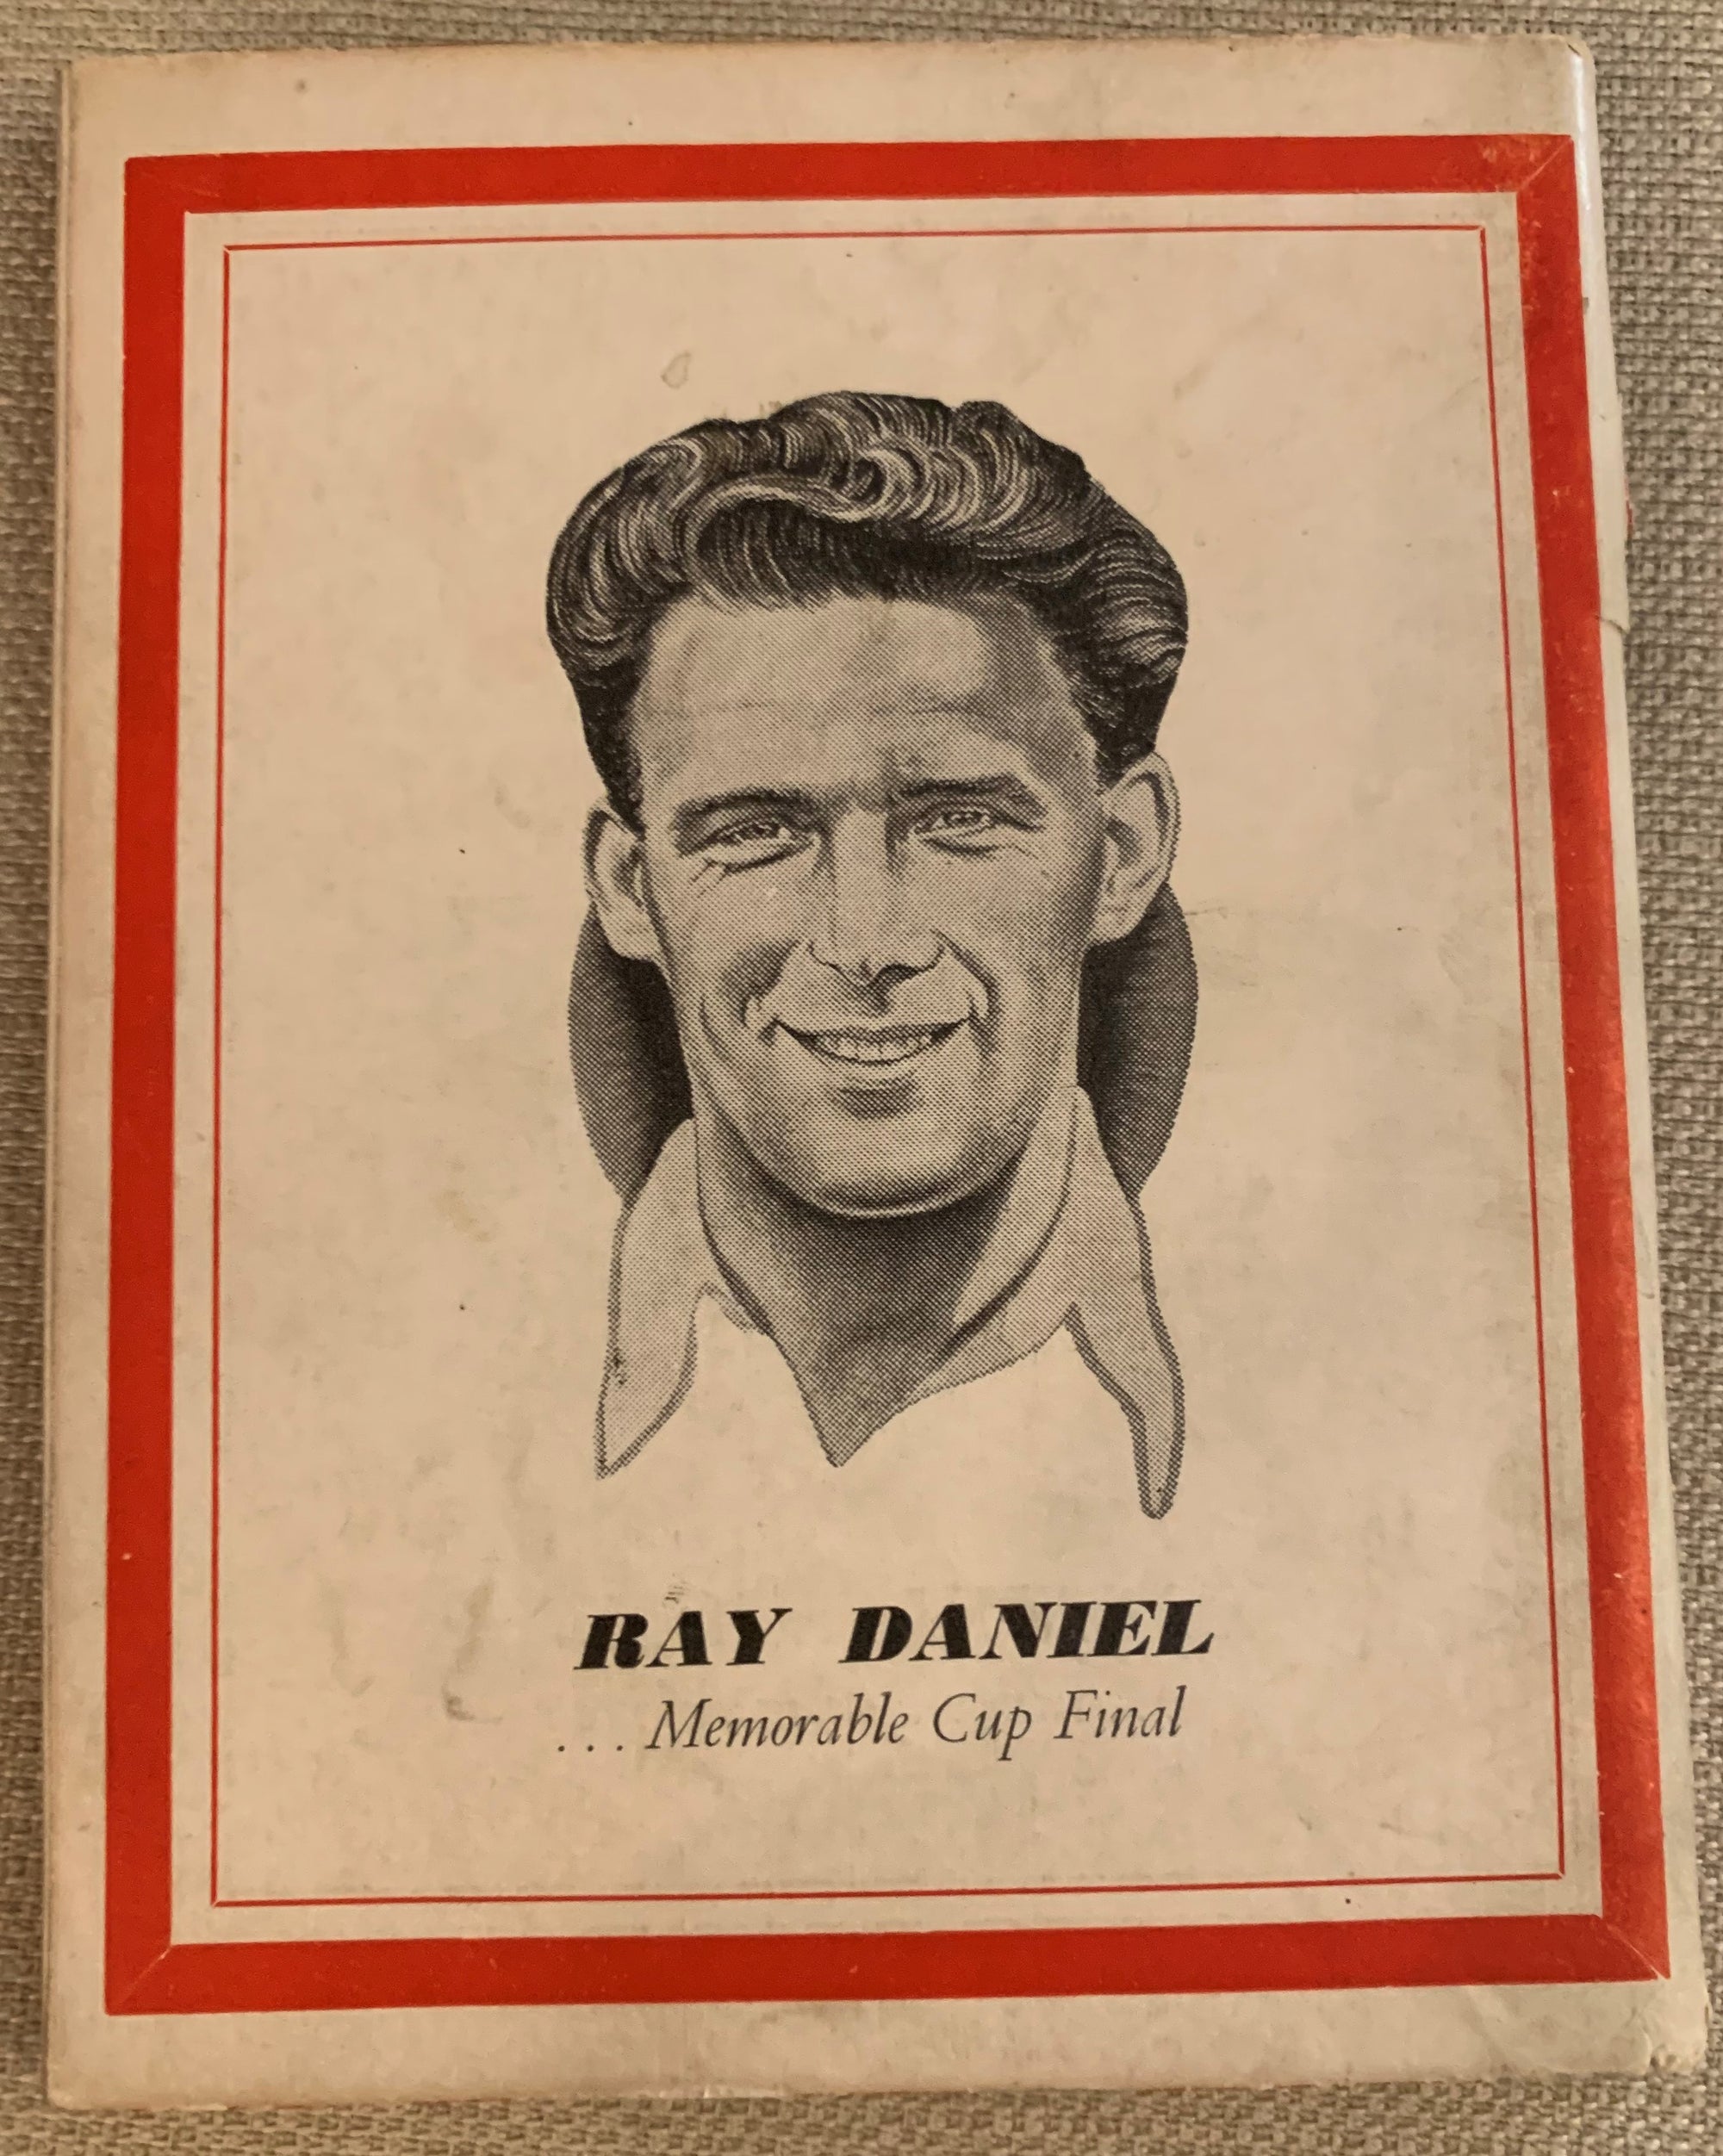 RAY DANIEL
... Memorable Cup Final